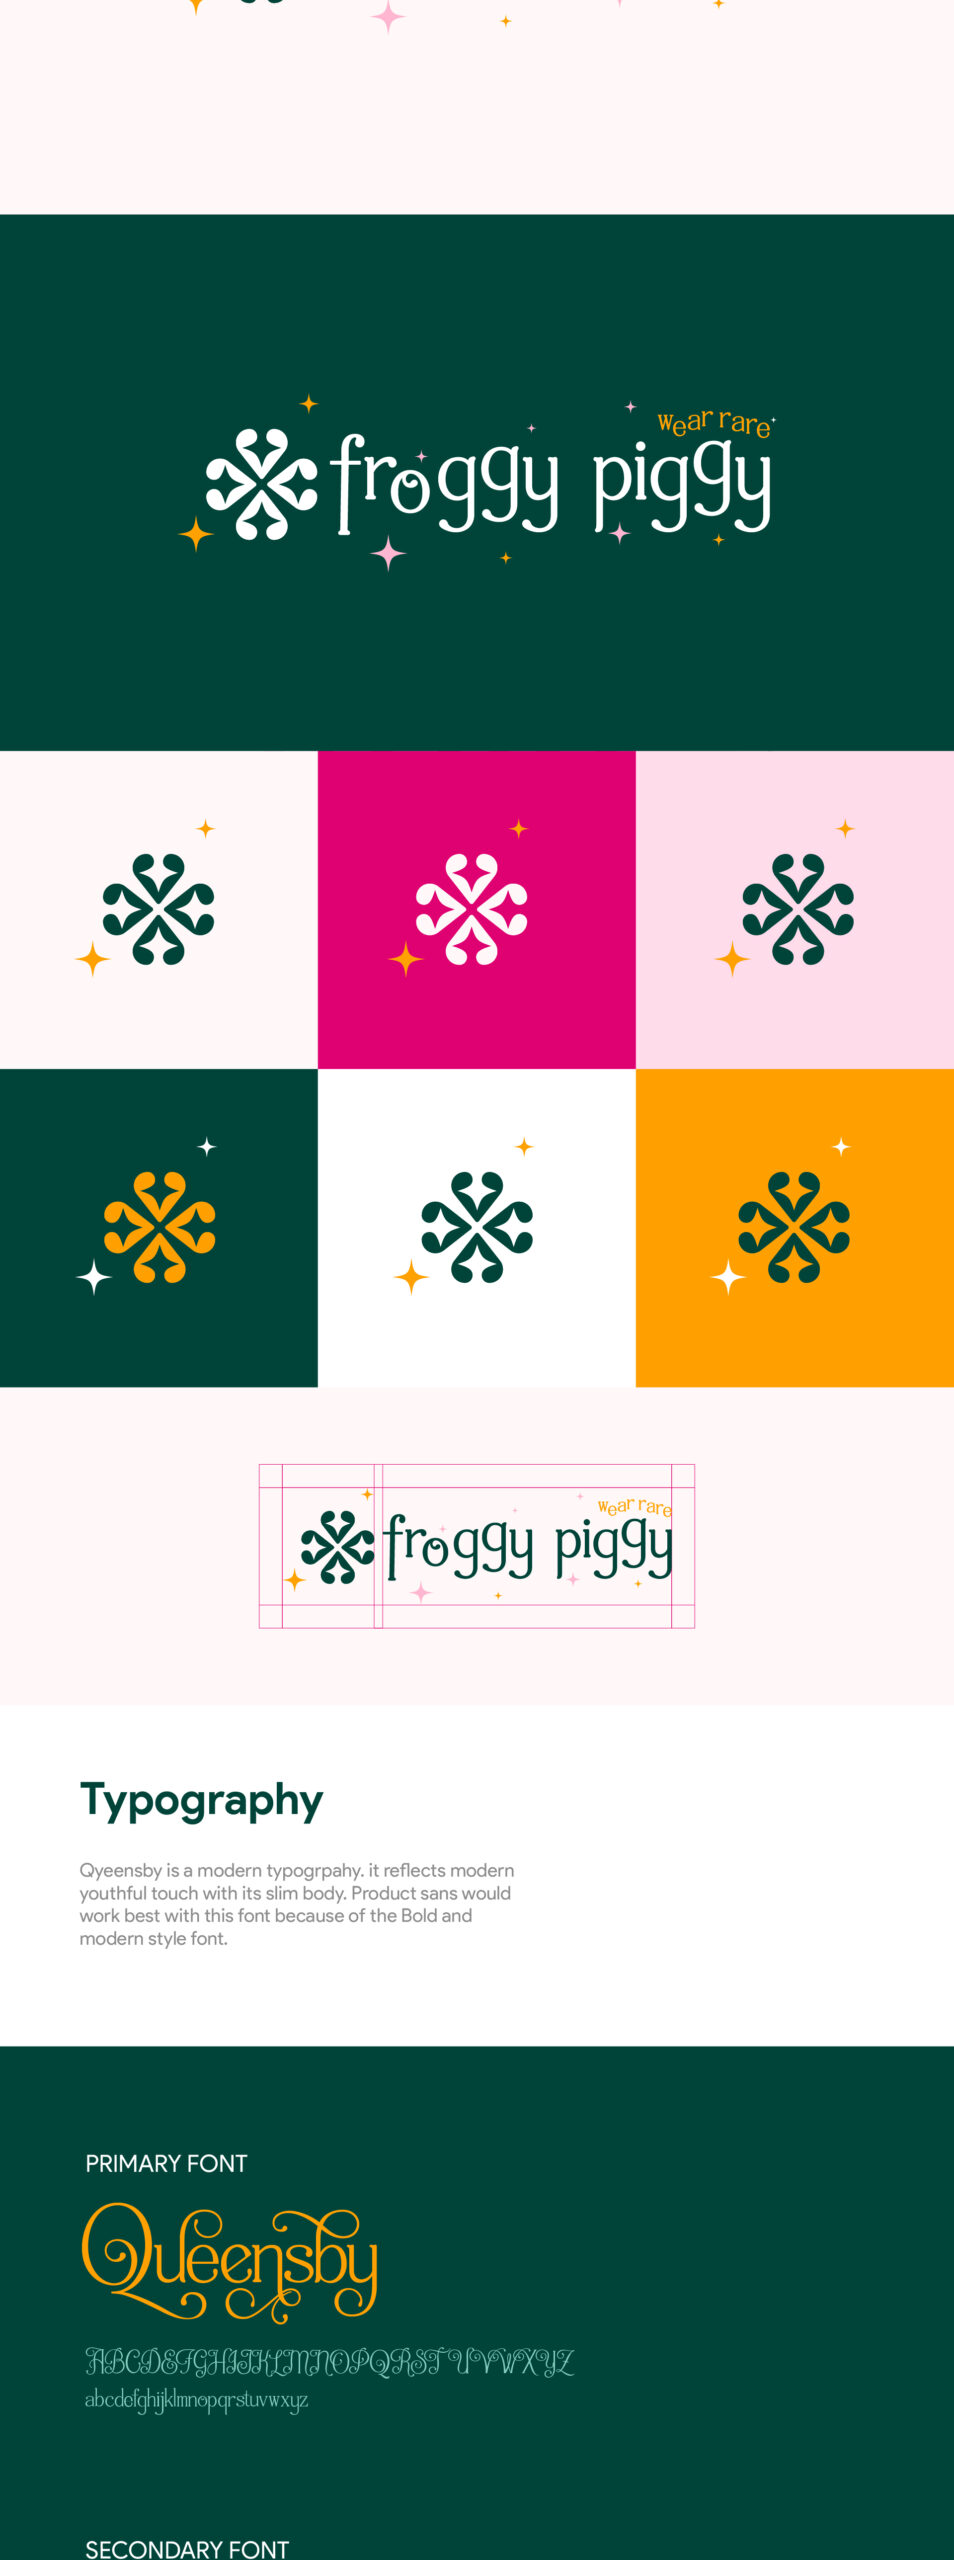 wear rare
froggy piggy
wear rare
froggy piggy
Typography
Qyeensby is a modern typogrpahy. it reflects modern
youthful touch with its slim body. Product sans would
work best with this font because of the Bold and
modern style font.
PRIMARY FONT
Queensby
ABCDEFGHIJKLMNOPQRSTUVWXYZ
abcdefghijklmnopqrstuvwxyz
SECONDARY FONT